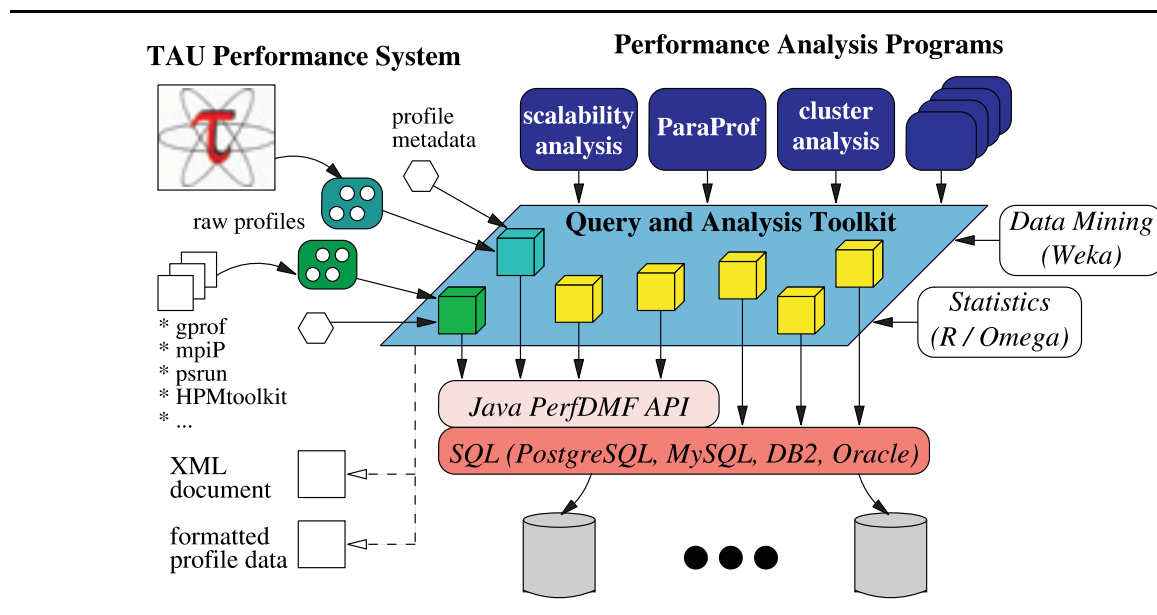 TAU Performance System
Performance Analysis Programs
τ
profile
metadata
scalability
analysis
ParaProf
cluster
analysis
raw profiles
Query and Analysis Toolkit
Data Mining
(Weka)
Statistics
(R / Omega)
* gprof
* mpiP
* psrun
* HPMtoolkit
* ...
Java PerfDMF API
SQL (PostgreSQL, MySQL, DB2, Oracle)
XML
document
formatted
profile data